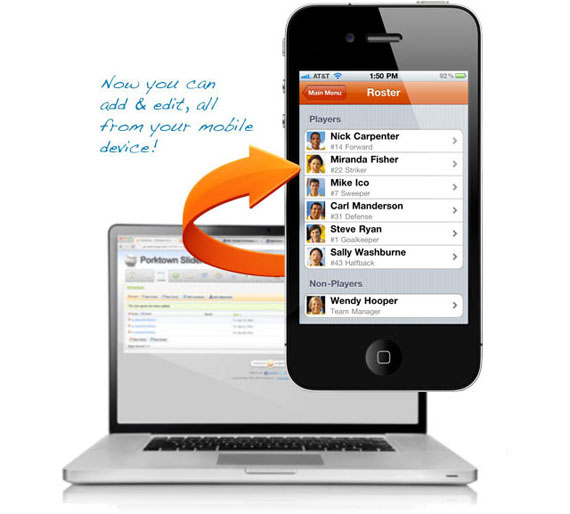 Now you can
add & edit, all
from your mobile
device!
AT&T 1:50 PM 92%
Main Menu Roster
Players
Nick Carpenter
#14 Forward
Miranda Fisher
#22 Striker
Mike Ico
#7 Sweeper
Carl Manderson
#31 Defense
Steve Ryan
#1 Goalkeeper
Sally Washburne
#43 Halfback
Non-Players
Wendy Hooper
Team Manager
Porktown Slider